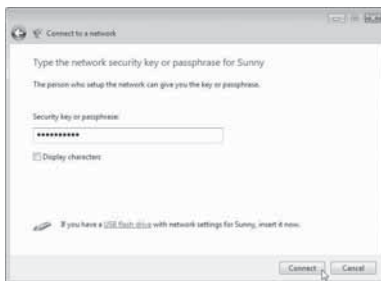 Connect to a network
Type the network security key or passphrase for Sunny
The person who setup the network can give you the key or passphrase.
Security key or passphrase:
••••••••••
Display characters
If you have a USB flash drive with network settings for Sunny, insert it now.
Connect Cancel